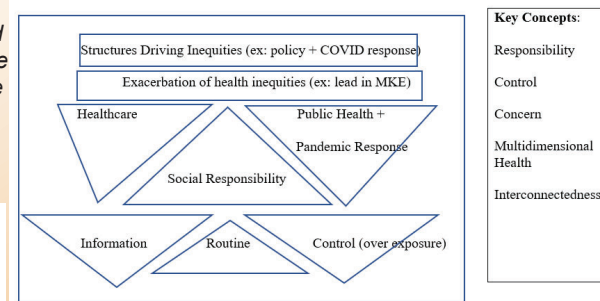 d
e
e
Structures Driving Inequities (ex: policy + COVID response)
Exacerbation of health inequities (ex: lead in MKE)
Healthcare
Public Health +
Pandemic Response
Social Responsibility
Information
Routine
Control (over exposure)
Key Concepts:
Responsibility
Control
Concern
Multidimensional
Health
Interconnectedness